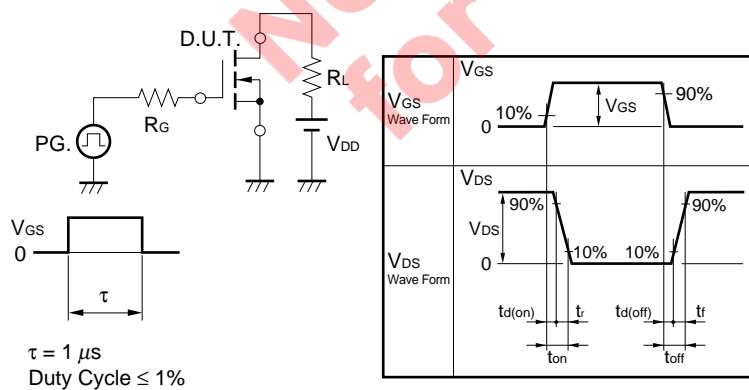 D.U.T.
RL
RG
PG.
VDD
VGS
0
τ
τ = 1 μs
Duty Cycle ≤ 1%
VGS
Wave Form
VGS
10%
0
VGS
90%
VDS
Wave Form
VDS
90%
VDS
0
10%
10%
90%
td(on)
tr
td(off)
tf
ton
toff
for